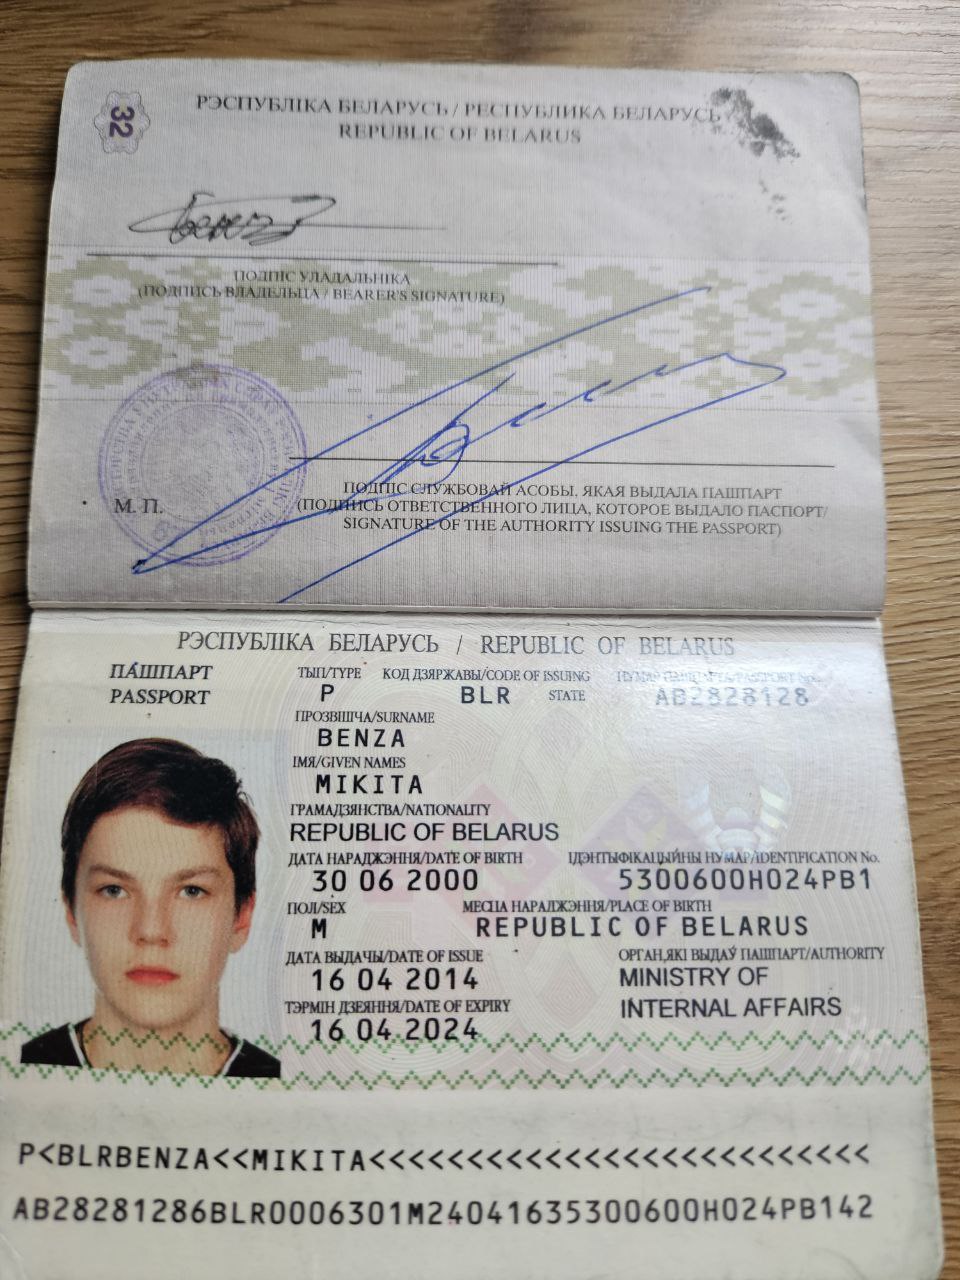 32
РЭСПУБЛІКА БЕЛАРУСЬ / РЕСПУБЛИКА БЕЛАРУСЬ
REPUBLIC OF BELARUS
ПОДПІС УЛАДАЛЬНІКА
(ПОДПИСЬ ВЛАДЕЛЬЦА / BEARER'S SIGNATURE)
М. П.
ПОДПІС СЛУЖБОВАЙ АСОБЫ, ЯКАЯ ВЫДАЛА ПАШПАРТ
(ПОДПИСЬ ОТВЕТСТВЕННОГО ЛИЦА, КОТОРОЕ ВЫДАЛО ПАСПОРТ/
SIGNATURE OF THE AUTHORITY ISSUING THE PASSPORT)
РЭСПУБЛІКА БЕЛАРУСЬ / REPUBLIC OF BELARUS
ПАШПАРТ
PASSPORT
ТЫП/TYPE КОД ДЗЯРЖАВЫ/CODE OF ISSUING STATE НУМАР ПАШПАРТА/PASSPORT No.
P BLR AB2828128
ПРОЗВІШЧА/SURNAME
BENZA
ІМЯ/GIVEN NAMES
MIKITA
ГРАМАДЗЯНСТВА/NATIONALITY
REPUBLIC OF BELARUS
ДАТА НАРАДЖЭННЯ/DATE OF BIRTH ІДЭНТЫФІКАЦЫЙНЫ НУМАР/IDENTIFICATION No.
30 06 2000 5300600H024PB1
ПОЛ/SEX МЕСЦА НАРАДЖЭННЯ/PLACE OF BIRTH
M REPUBLIC OF BELARUS
ДАТА ВЫДАЧЫ/DATE OF ISSUE ОРГАН,ЯКІ ВЫДАЎ ПАШПАРТ/AUTHORITY
16 04 2014 MINISTRY OF
ТЭРМІН ДЗЕЯННЯ/DATE OF EXPIRY INTERNAL AFFAIRS
16 04 2024
P<BLRBENZA<<MIKITA<<<<<<<<<<<<<<<<<<<<<<<<<<
AB28281286BLR0006301M24041635300600H024PB142